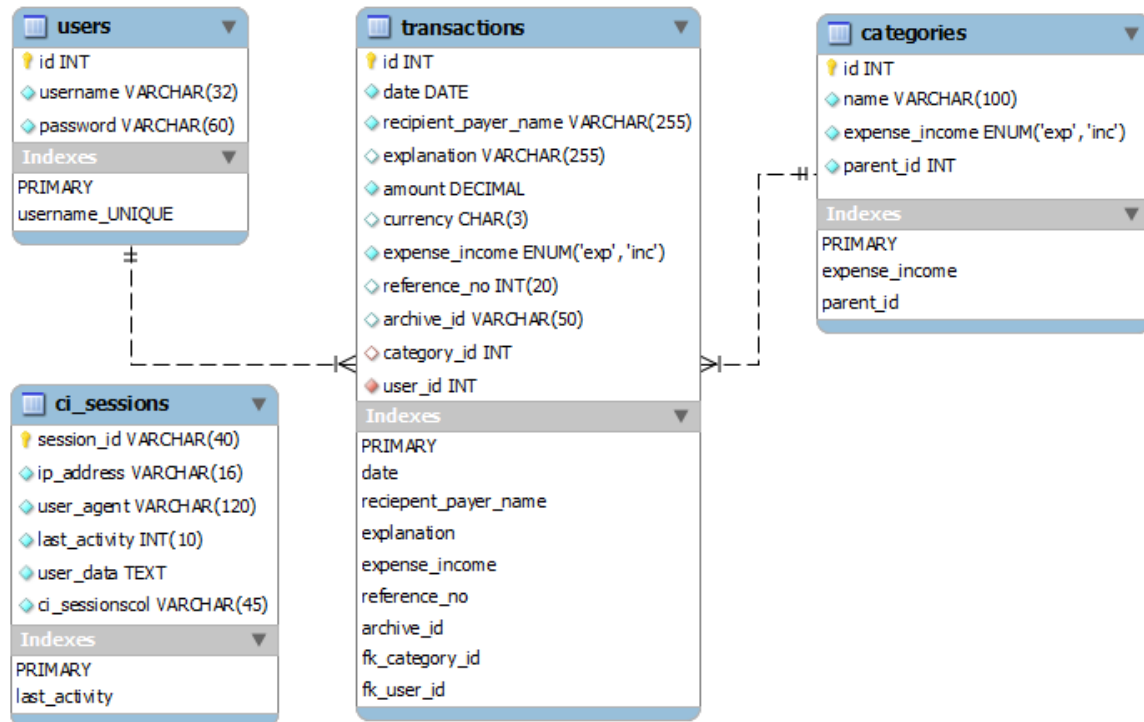 users
id INT
username VARCHAR(32)
password VARCHAR(60)
Indexes
PRIMARY
username_UNIQUE
transactions
id INT
date DATE
recipient_payer_name VARCHAR(255)
explanation VARCHAR(255)
amount DECIMAL
currency CHAR(3)
expense_income ENUM('exp','inc')
reference_no INT(20)
archive_id VARCHAR(50)
category_id INT
user_id INT
Indexes
PRIMARY
date
reciepent_payer_name
explanation
expense_income
reference_no
archive_id
fk_category_id
fk_user_id
categories
id INT
name VARCHAR(100)
expense_income ENUM('exp','inc')
parent_id INT
Indexes
PRIMARY
expense_income
parent_id
ci_sessions
session_id VARCHAR(40)
ip_address VARCHAR(16)
user_agent VARCHAR(120)
last_activity INT(10)
user_data TEXT
ci_sessionscol VARCHAR(45)
Indexes
PRIMARY
last_activity